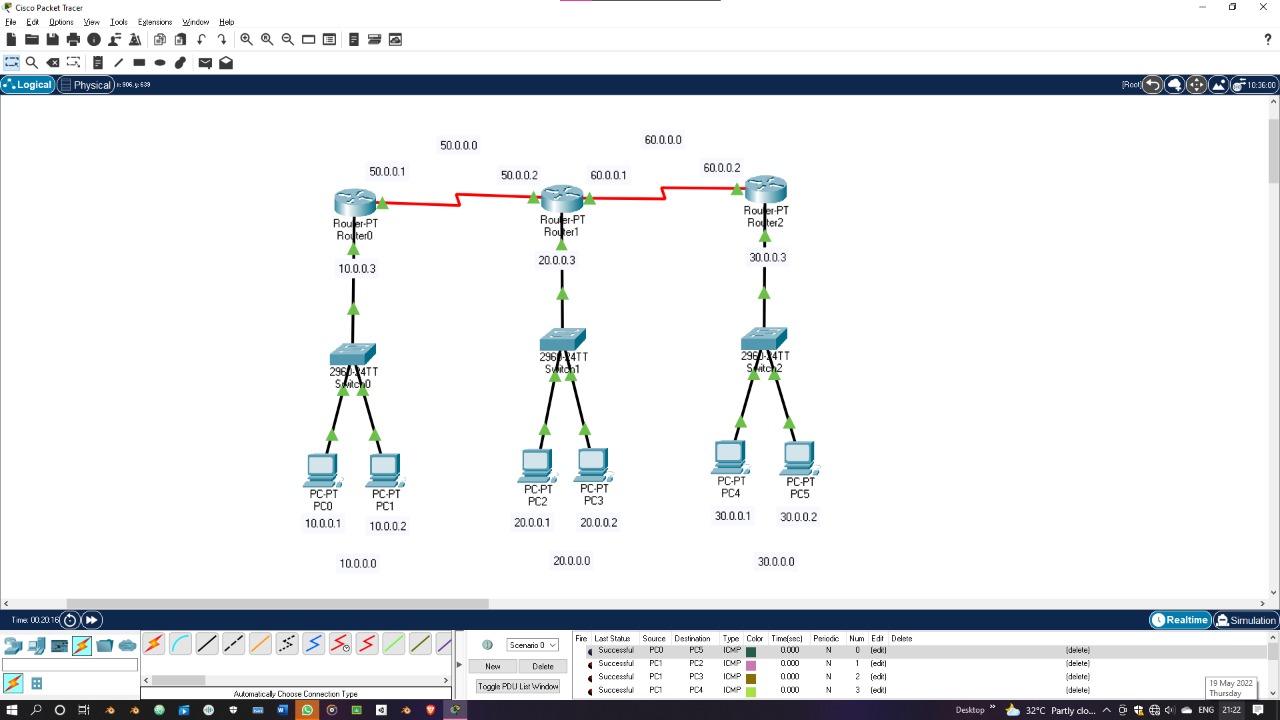 Cisco Packet Tracer
File Edit Options View Tools Extensions Window Help
?
Logical Physical x: 806, y: 639 [Root] 10:36:00
50.0.0.0 60.0.0.0
50.0.0.1 50.0.0.2 60.0.0.1 60.0.0.2
Router-PT
Router0
Router-PT
Router1
Router-PT
Router2
10.0.0.3 20.0.0.3 30.0.0.3
2960-24TT
Switch0
2960-24TT
Switch1
2960-24TT
Switch2
PC-PT
PC0
PC-PT
PC1
PC-PT
PC2
PC-PT
PC3
PC-PT
PC4
PC-PT
PC5
10.0.0.1 10.0.0.2 20.0.0.1 20.0.0.2 30.0.0.1 30.0.0.2
10.0.0.0 20.0.0.0 30.0.0.0
Time: 00:20:16 Realtime Simulation
Scenario 0
New Delete
Toggle PDU List Window
Automatically Choose Connection Type
Fire Last Status Source Destination Type Color Time(sec) Periodic Num Edit Delete
Successful PC0 PC5 ICMP 0.000 N 0 (edit) (delete)
Successful PC1 PC2 ICMP 0.000 N 1 (edit) (delete)
Successful PC1 PC3 ICMP 0.000 N 2 (edit) (delete)
Successful PC1 PC4 ICMP 0.000 N 3 (edit) (delete)
19 May 2022
Thursday
Desktop 32°C Partly clo... ENG 21:22